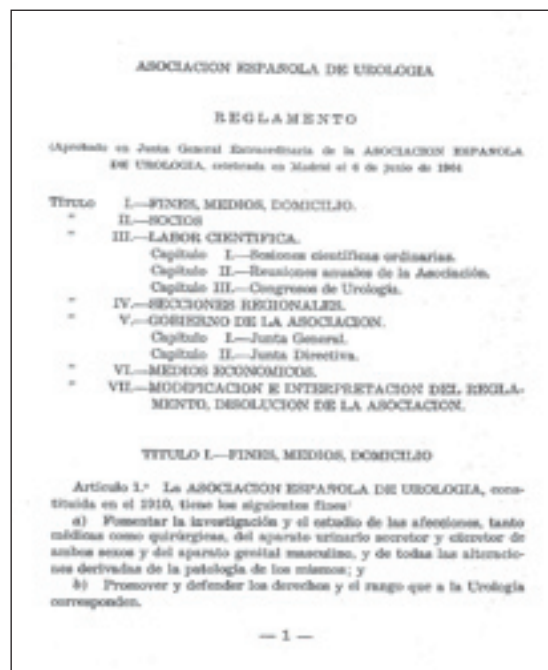 ASOCIACION ESPAÑOLA DE UROLOGIA
REGLAMENTO
(Aprobado en Junta General Extraordinaria de la ASOCIACION ESPAÑOLA
DE UROLOGIA, celebrada en Madrid el 6 de junio de 1964
Título I.—FINES, MEDIOS, DOMICILIO.
" II.—SOCIOS
" III.—LABOR CIENTIFICA.
Capítulo I.—Sesiones científicas ordinarias.
Capítulo II.—Reuniones anuales de la Asociación.
Capítulo III.—Congresos de Urología.
" IV.—SECCIONES REGIONALES.
" V.—GOBIERNO DE LA ASOCIACION.
Capítulo I.—Junta General.
Capítulo II.—Junta Directiva.
" VI.—MEDIOS ECONOMICOS.
" VII.—MODIFICACION E INTERPRETACION DEL REGLA-
MENTO, DISOLUCION DE LA ASOCIACION.
TITULO I.—FINES, MEDIOS, DOMICILIO
Artículo 1.º La ASOCIACION ESPAÑOLA DE UROLOGIA, cons-
tituida en el 1910, tiene los siguientes fines:
a) Fomentar la investigación y el estudio de las afecciones, tanto
médicas como quirúrgicas, del aparato urinario secretor y excretor de
ambos sexos y del aparato genital masculino, y de todas las alteracio-
nes derivadas de la patología de los mismos; y
b) Promover y defender los derechos y el rango que a la Urología
corresponden.
— 1 —